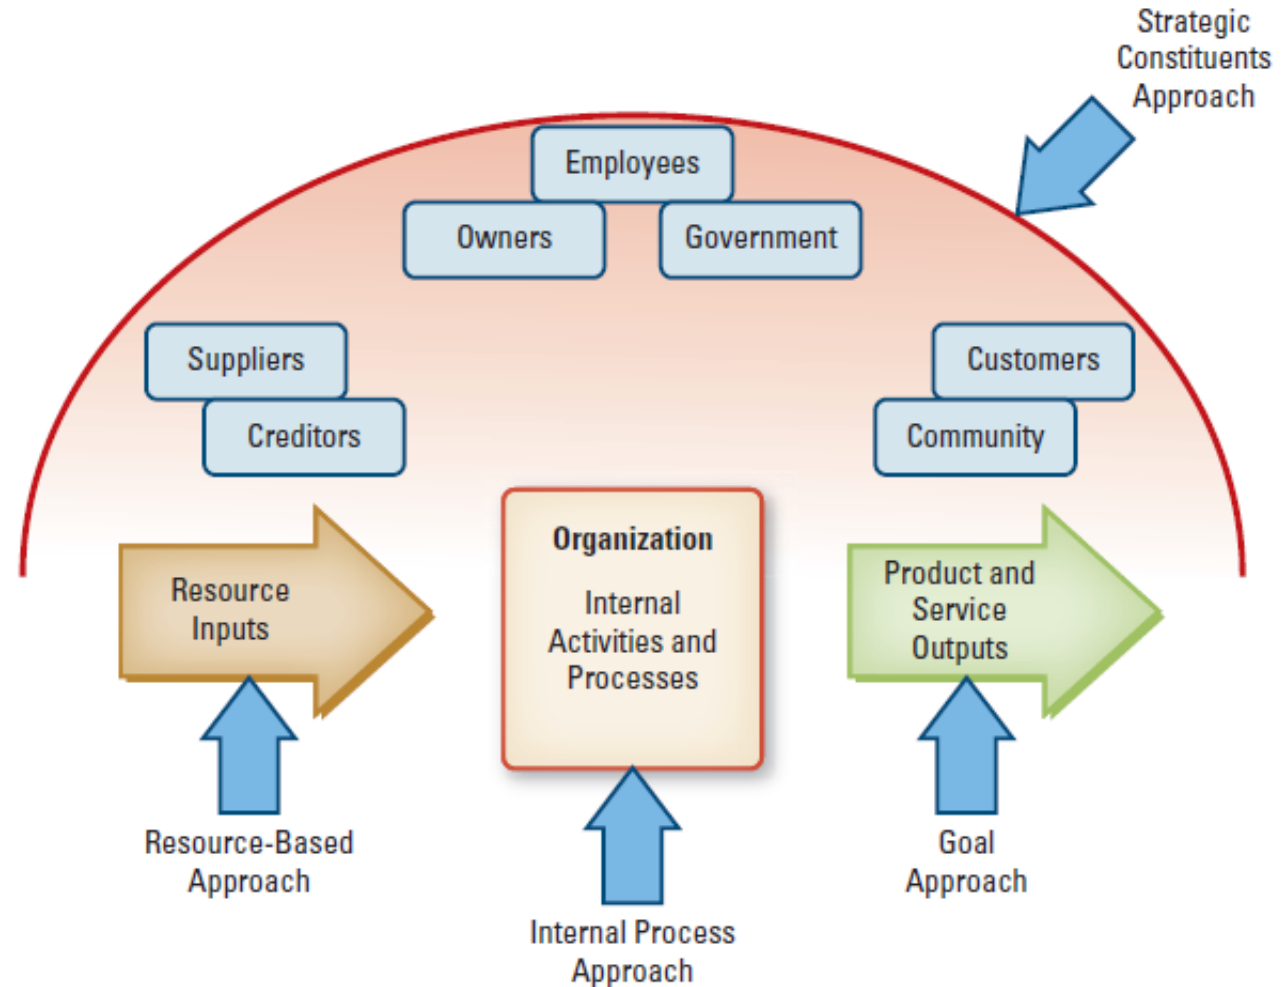 Strategic
Constituents
Approach
Employees
Owners
Government
Suppliers
Customers
Creditors
Community
Organization
Internal
Activities and
Processes
Resource
Inputs
Product and
Service
Outputs
Resource-Based
Approach
Internal Process
Approach
Goal
Approach